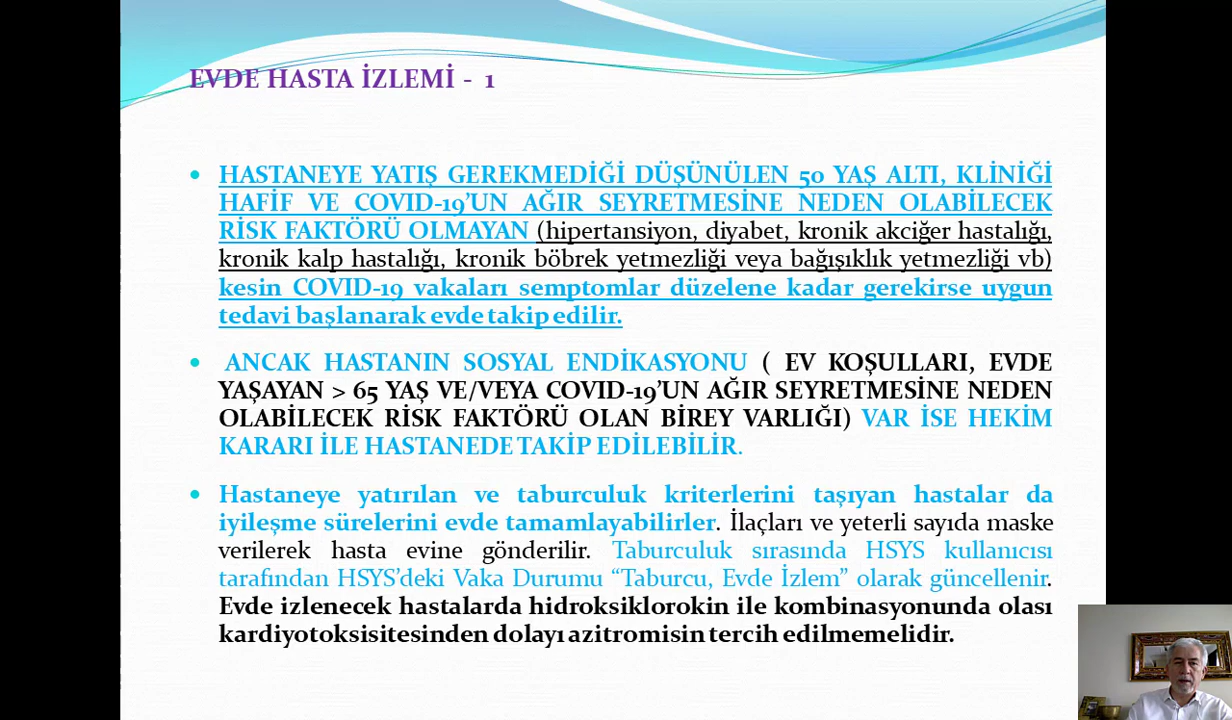 EVDE HASTA İZLEMİ - 1
• HASTANEYE YATIŞ GEREKMEDİĞİ DÜŞÜNÜLEN 50 YAŞ ALTI, KLİNİĞİ
HAFİF VE COVID-19’UN AĞIR SEYRETMESİNE NEDEN OLABİLECEK
RİSK FAKTÖRÜ OLMAYAN (hipertansiyon, diyabet, kronik akciğer hastalığı,
kronik kalp hastalığı, kronik böbrek yetmezliği veya bağışıklık yetmezliği vb)
kesin COVID-19 vakaları semptomlar düzelene kadar gerekirse uygun
tedavi başlanarak evde takip edilir.
• ANCAK HASTANIN SOSYAL ENDİKASYONU ( EV KOŞULLARI, EVDE
YAŞAYAN > 65 YAŞ VE/VEYA COVID-19’UN AĞIR SEYRETMESİNE NEDEN
OLABİLECEK RİSK FAKTÖRÜ OLAN BİREY VARLIĞI) VAR İSE HEKİM
KARARI İLE HASTANEDE TAKİP EDİLEBİLİR.
• Hastaneye yatırılan ve taburculuk kriterlerini taşıyan hastalar da
iyileşme sürelerini evde tamamlayabilirler. İlaçları ve yeterli sayıda maske
verilerek hasta evine gönderilir. Taburculuk sırasında HSYS kullanıcısı
tarafından HSYS’deki Vaka Durumu “Taburcu, Evde İzlem” olarak güncellenir.
Evde izlenecek hastalarda hidroksiklorokin ile kombinasyonunda olası
kardiyotoksisitesinden dolayı azitromisin tercih edilmemelidir.